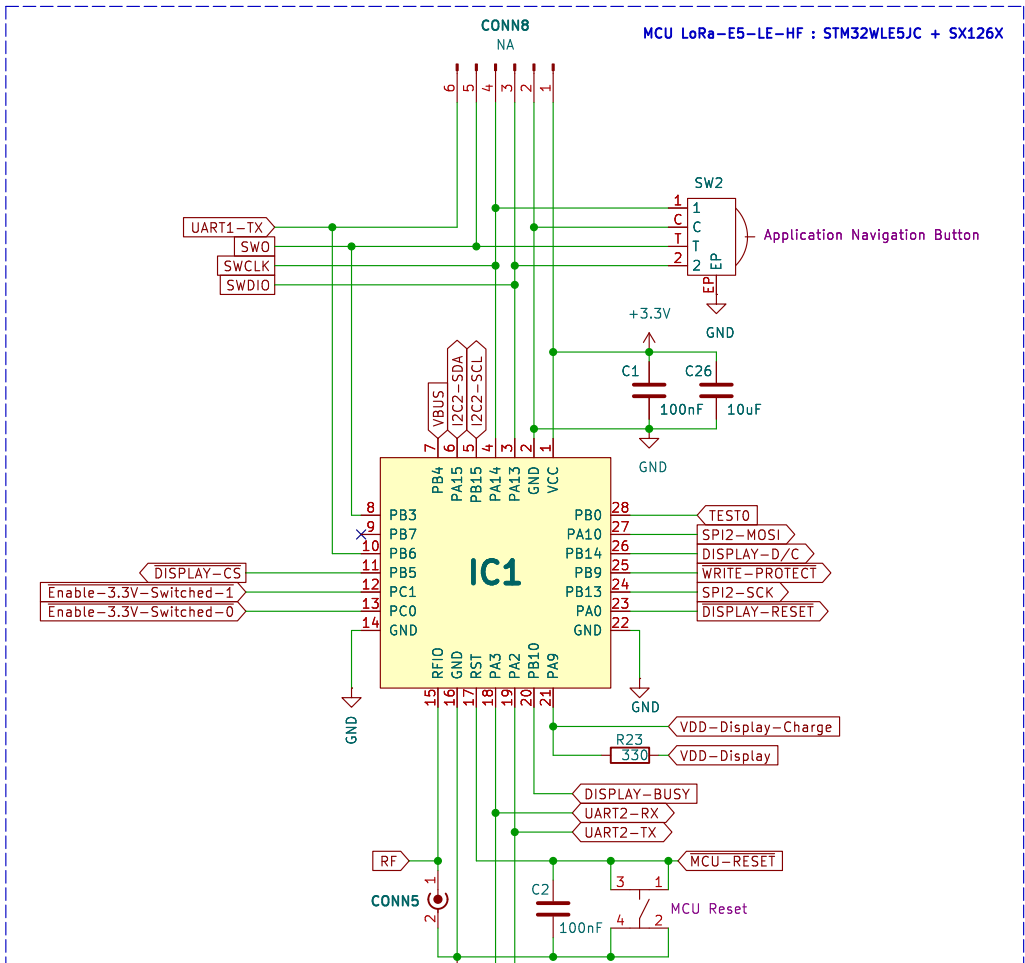 CONN8
NA
MCU LoRa-E5-LE-HF : STM32WLE5JC + SX126X
6 5 4 3 2 1
SW2
1 1
C C
T T
2 2
EP
EP
Application Navigation Button
GND
UART1-TX
SWO
SWCLK
SWDIO
+3.3V
C1
100nF
C26
10uF
GND
VBUS
I2C2-SDA
I2C2-SCL
7 6 5 4 3 2 1
PB4 PA15 PB15 PA14 PA13 GND VCC
8 PB3
9 PB7
10 PB6
DISPLAY-CS 11 PB5
Enable-3.3V-Switched-1 12 PC1
Enable-3.3V-Switched-0 13 PC0
14 GND
IC1
PB0 28 TEST0
PA10 27 SPI2-MOSI
PB14 26 DISPLAY-D/C
PB9 25 WRITE-PROTECT
PB13 24 SPI2-SCK
PA0 23 DISPLAY-RESET
GND 22
RFIO GND RST PA3 PA2 PB10 PA9
15 16 17 18 19 20 21
GND
GND
VDD-Display-Charge
R23
330
VDD-Display
DISPLAY-BUSY
UART2-RX
UART2-TX
RF
MCU-RESET
1
CONN5
2
C2
100nF
3 1
4 2
MCU Reset